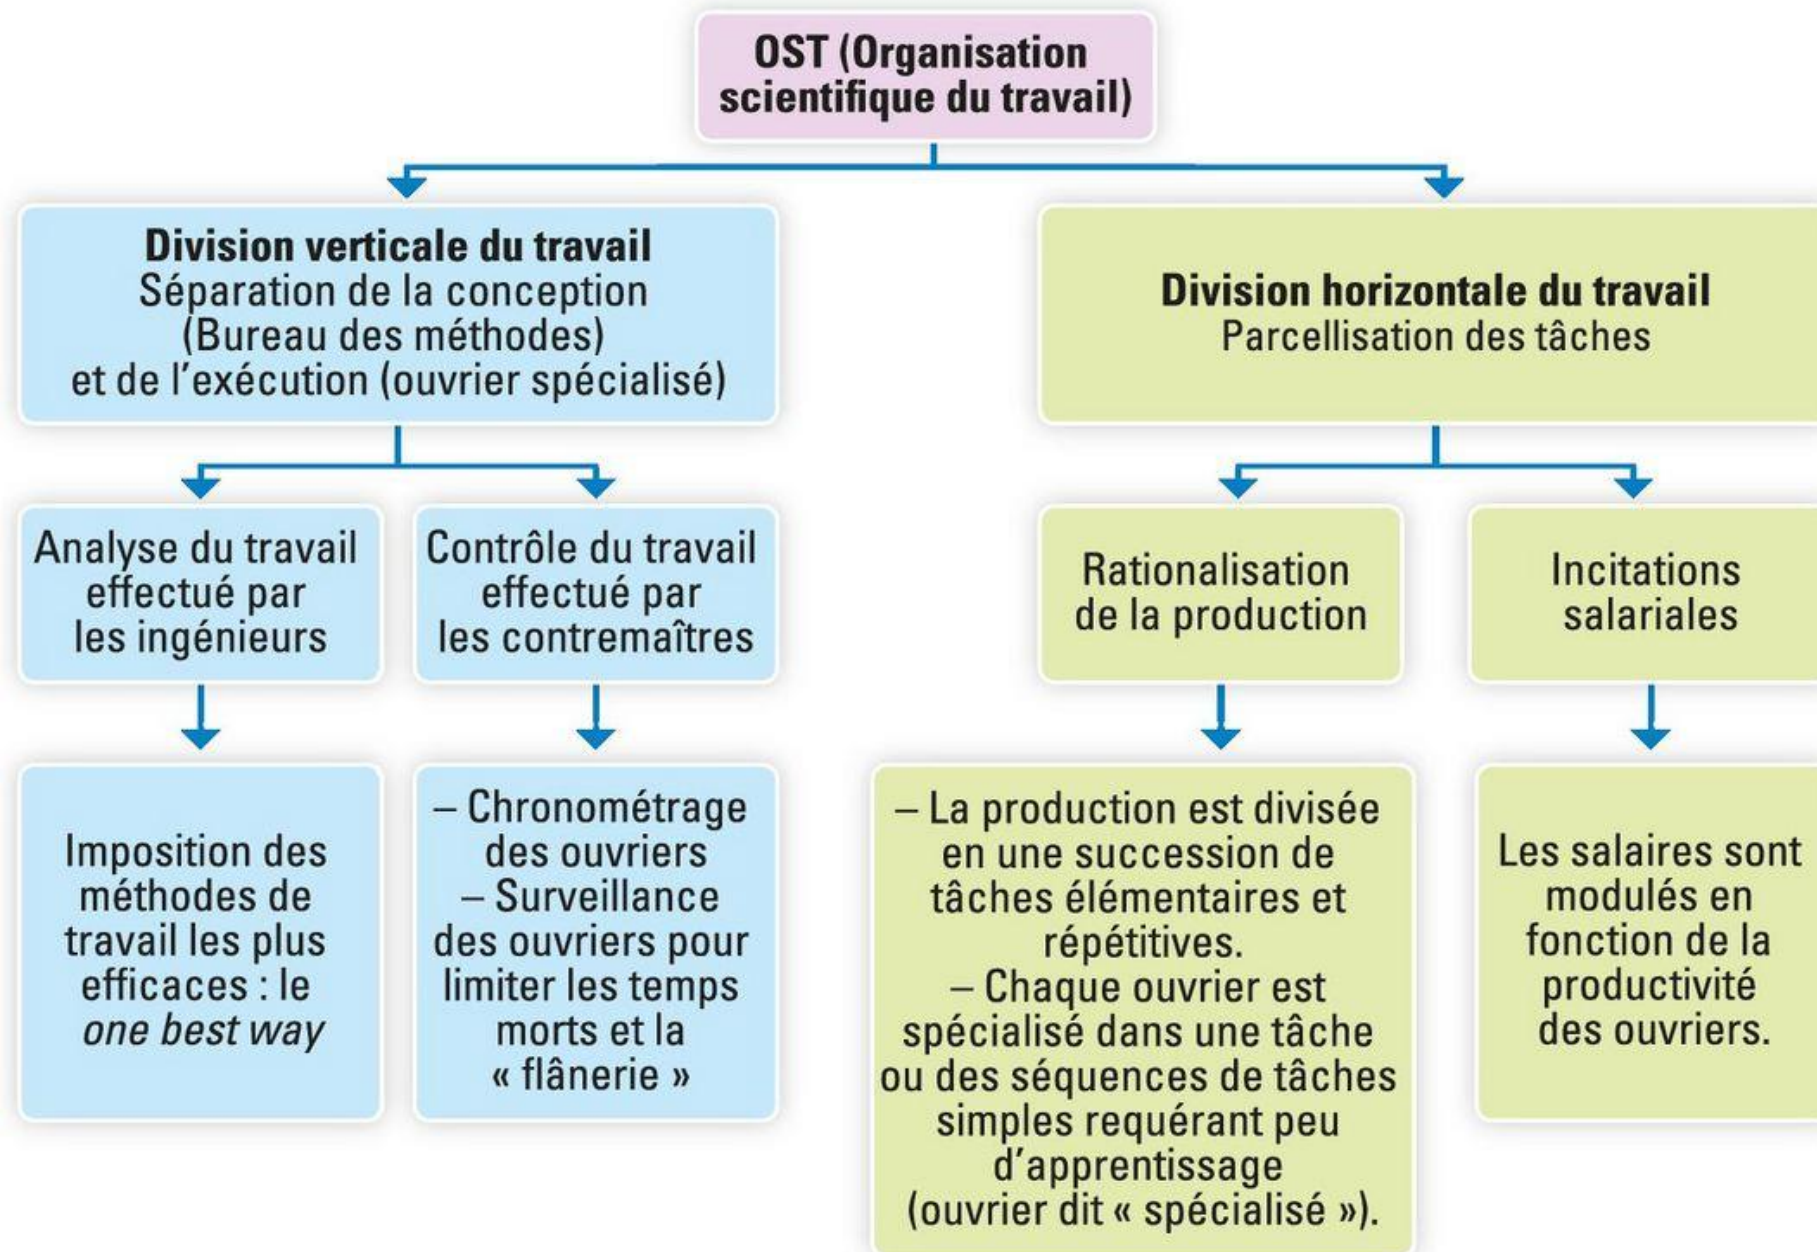 OST (Organisation
scientifique du travail)
Division verticale du travail
Séparation de la conception
(Bureau des méthodes)
et de l'exécution (ouvrier spécialisé)
Division horizontale du travail
Parcellisation des tâches
Analyse du travail
effectué par
les ingénieurs
Contrôle du travail
effectué par
les contremaîtres
Rationalisation
de la production
Incitations
salariales
Imposition des
méthodes de
travail les plus
efficaces : le
one best way
– Chronométrage
des ouvriers
– Surveillance
des ouvriers pour
limiter les temps
morts et la
« flânerie »
– La production est divisée
en une succession de
tâches élémentaires et
répétitives.
– Chaque ouvrier est
spécialisé dans une tâche
ou des séquences de tâches
simples requérant peu
d'apprentissage
(ouvrier dit « spécialisé »).
Les salaires sont
modulés en
fonction de la
productivité
des ouvriers.